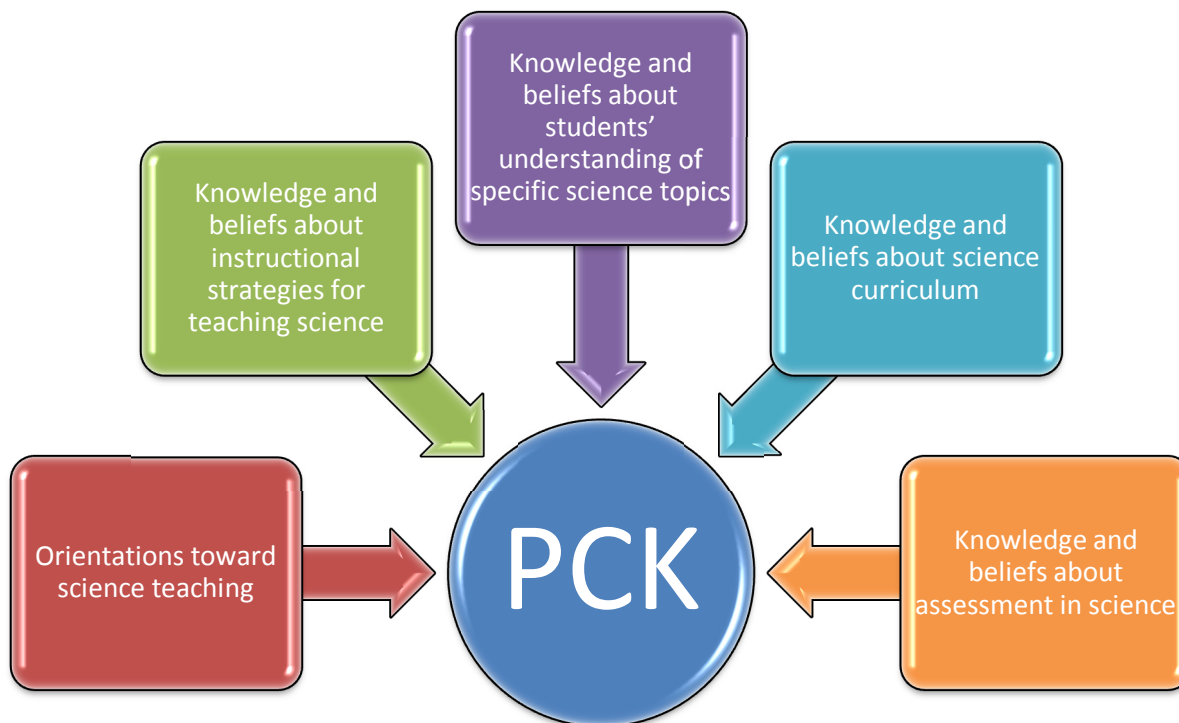 Knowledge and
beliefs about
students’
understanding of
specific science topics
Knowledge and
beliefs about
instructional
strategies for
teaching science
Knowledge and
beliefs about science
curriculum
Orientations toward
science teaching
PCK
Knowledge and
beliefs about
assessment in science